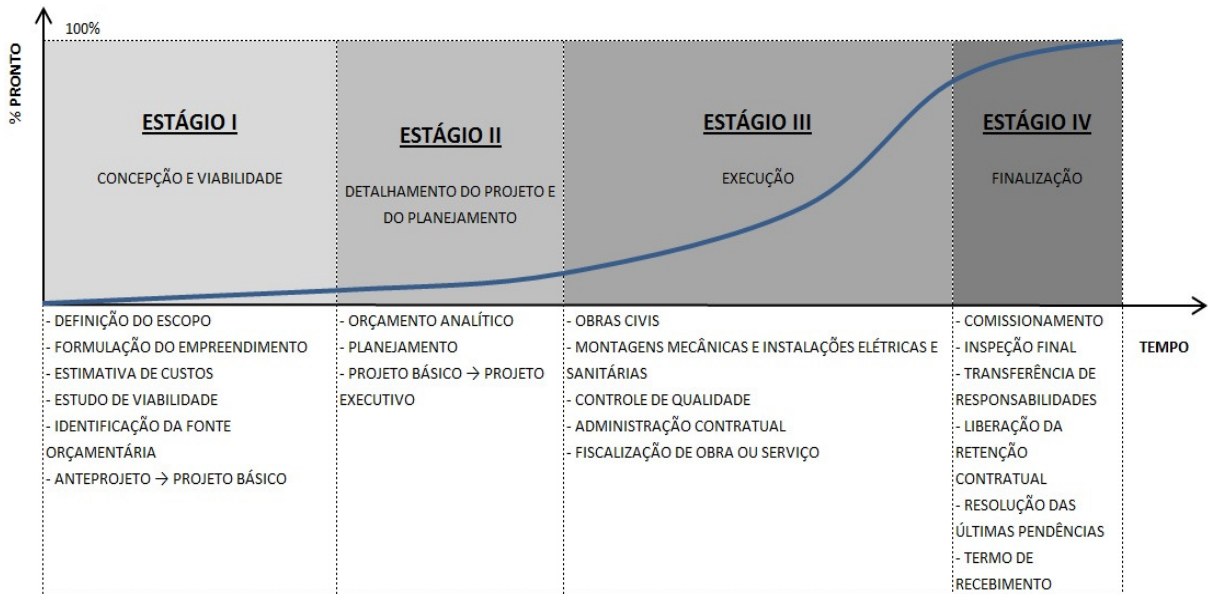 100%
% PRONTO
ESTÁGIO I
CONCEPÇÃO E VIABILIDADE
ESTÁGIO II
DETALHAMENTO DO PROJETO E
DO PLANEJAMENTO
ESTÁGIO III
EXECUÇÃO
ESTÁGIO IV
FINALIZAÇÃO
- DEFINIÇÃO DO ESCOPO
- FORMULAÇÃO DO EMPREENDIMENTO
- ESTIMATIVA DE CUSTOS
- ESTUDO DE VIABILIDADE
- IDENTIFICAÇÃO DA FONTE
ORÇAMENTÁRIA
- ANTEPROJETO → PROJETO BÁSICO
- ORÇAMENTO ANALÍTICO
- PLANEJAMENTO
- PROJETO BÁSICO → PROJETO
EXECUTIVO
- OBRAS CIVIS
- MONTAGENS MECÂNICAS E INSTALAÇÕES ELÉTRICAS E
SANITÁRIAS
- CONTROLE DE QUALIDADE
- ADMINISTRAÇÃO CONTRATUAL
- FISCALIZAÇÃO DE OBRA OU SERVIÇO
- COMISSIONAMENTO
- INSPEÇÃO FINAL
- TRANSFERÊNCIA DE
RESPONSABILIDADES
- LIBERAÇÃO DA
RETENÇÃO
CONTRATUAL
- RESOLUÇÃO DAS
ÚLTIMAS PENDÊNCIAS
- TERMO DE
RECEBIMENTO
TEMPO